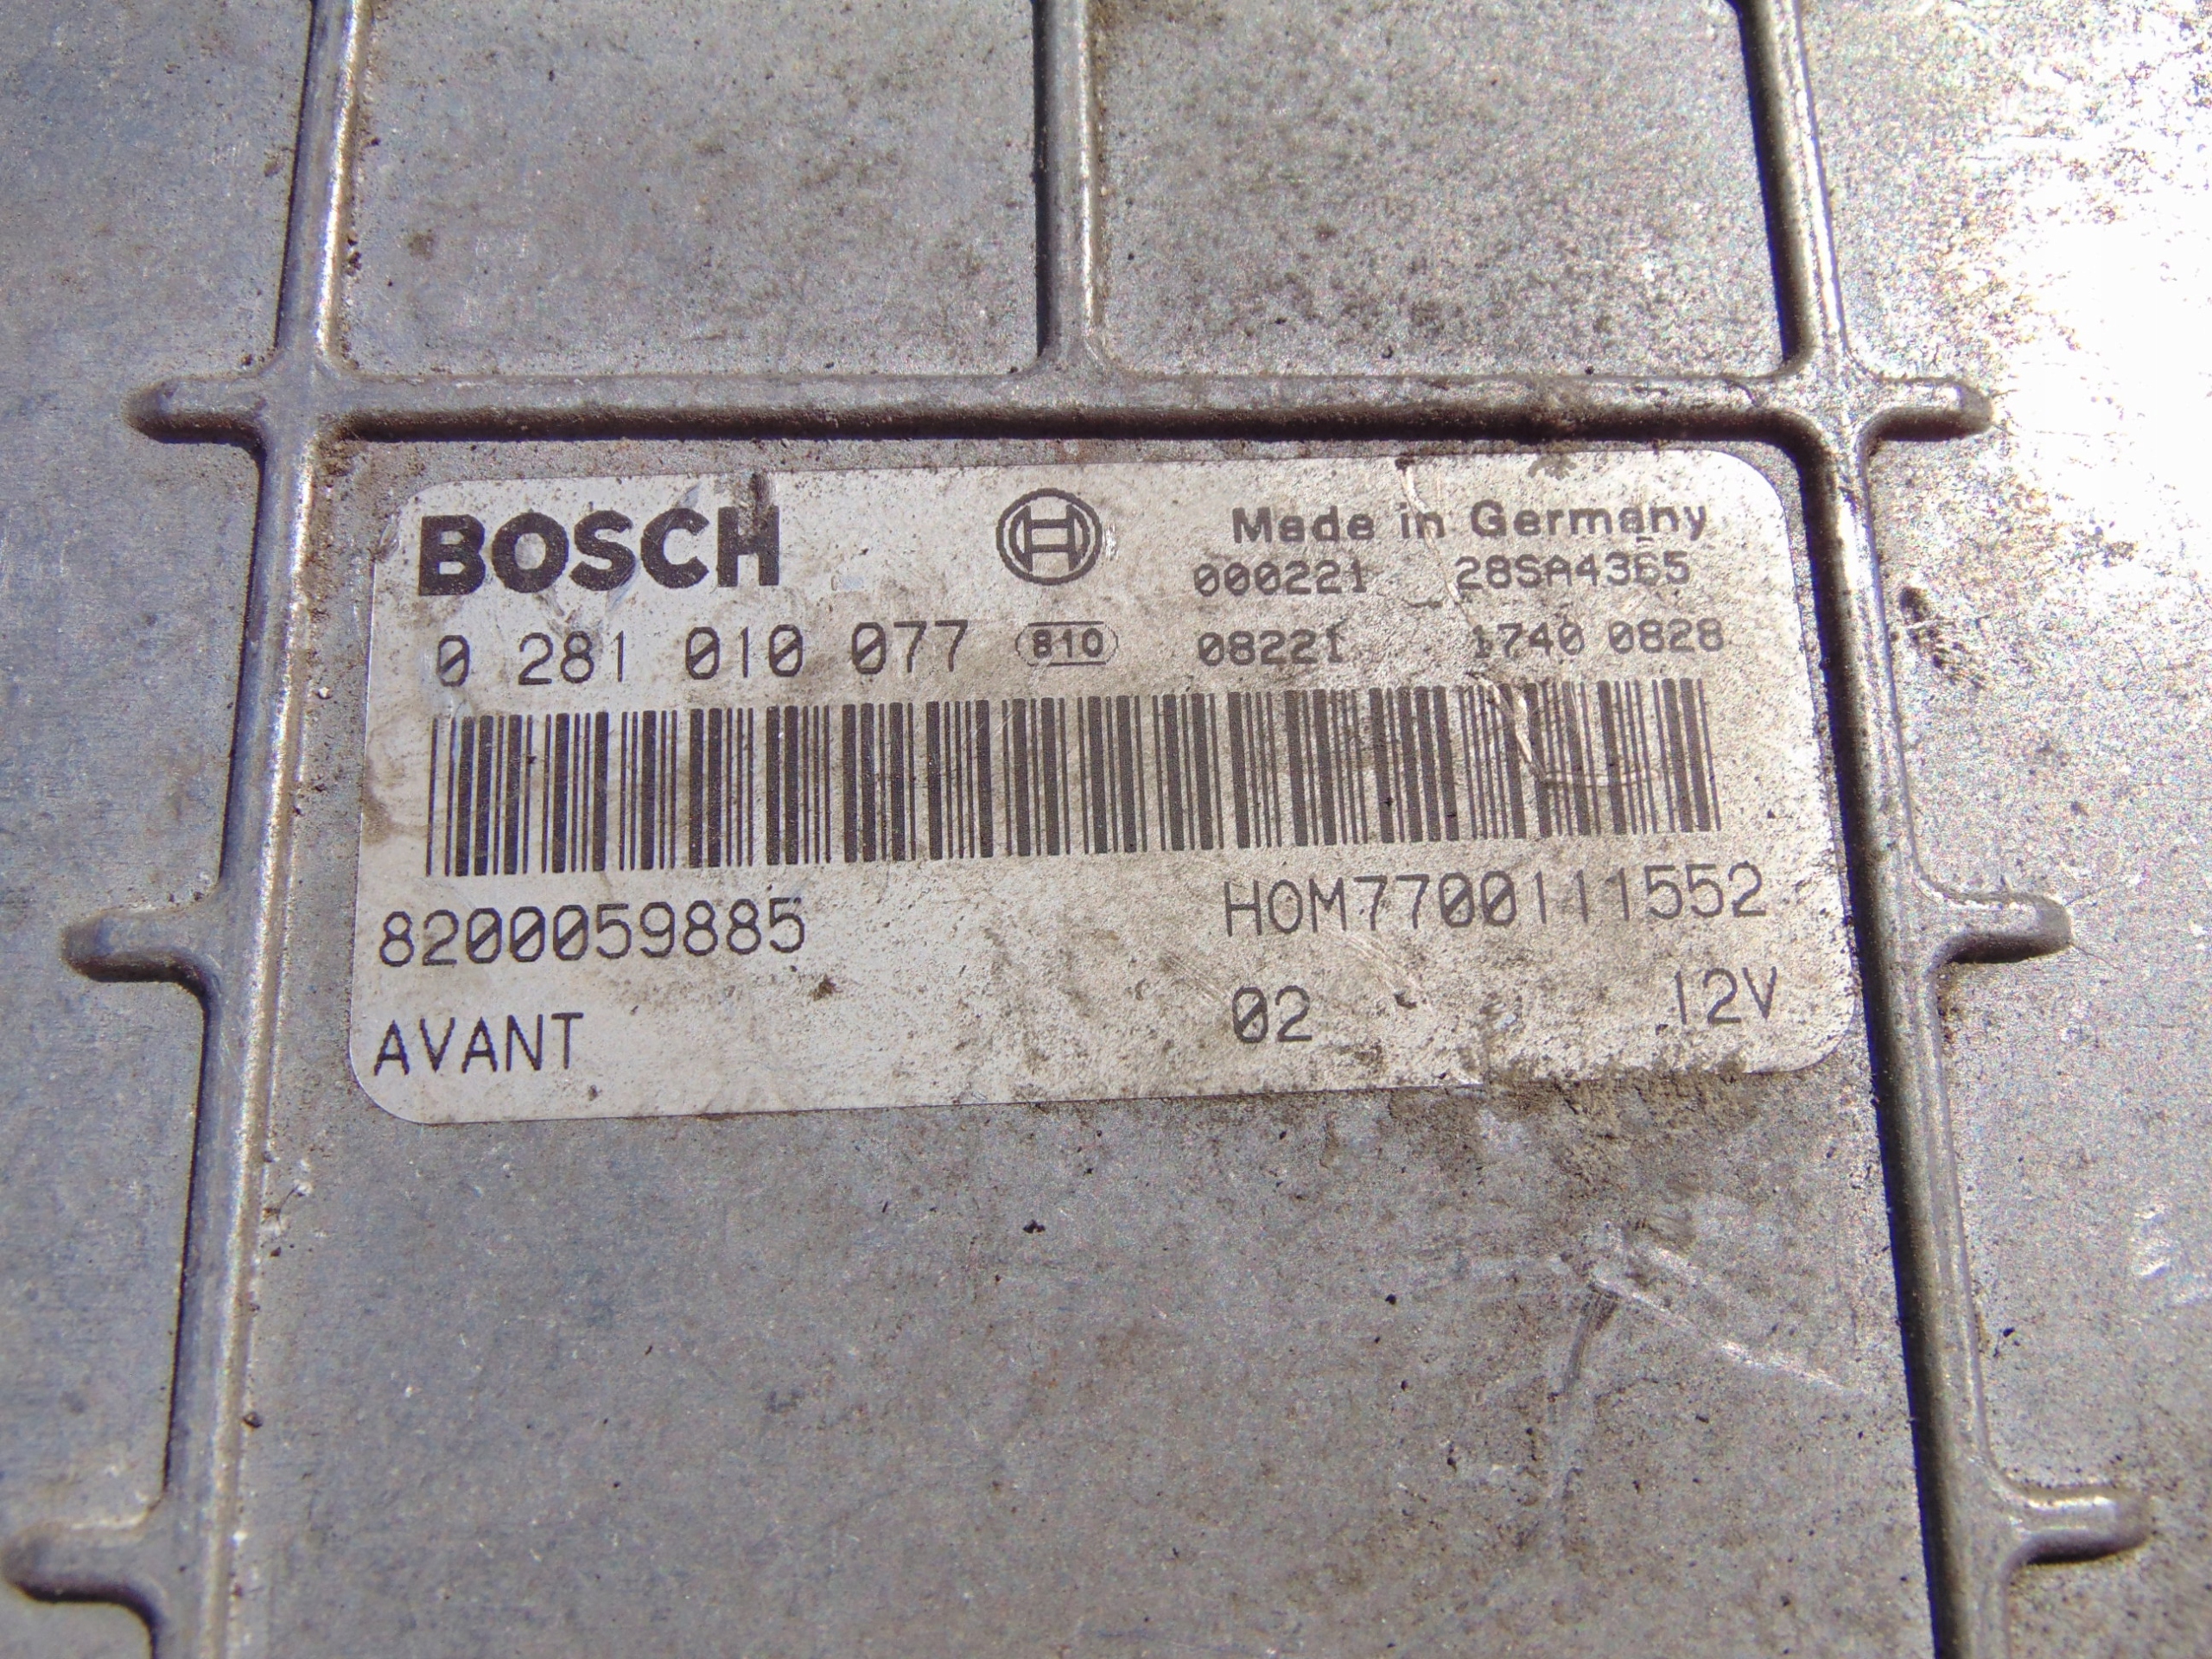 BOSCH H Made in Germany
000221 28SA4365
0 281 010 077 810 08221 1740 0828
8200059885 HOM7700111552
AVANT 02 12V